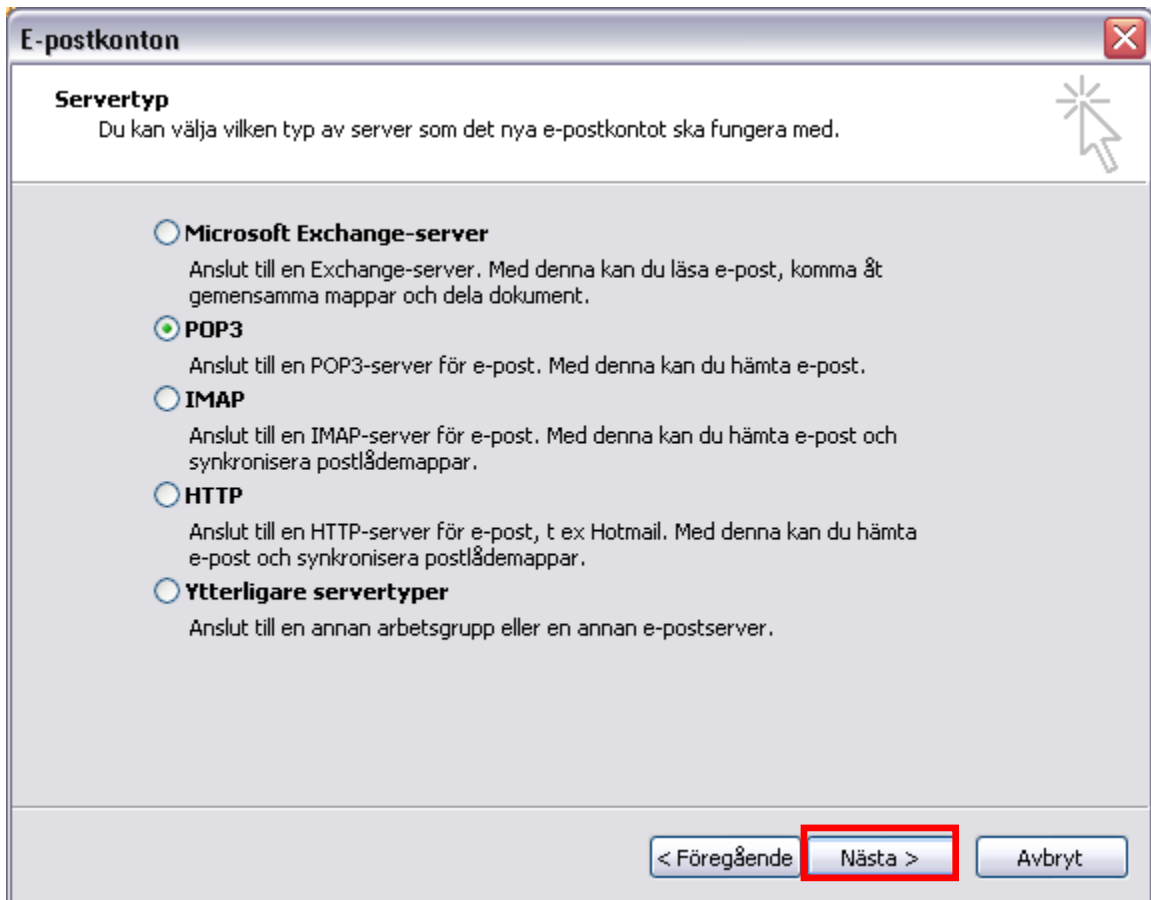 E-postkonton
Servertyp
Du kan välja vilken typ av server som det nya e-postkontot ska fungera med.
Microsoft Exchange-server
Anslut till en Exchange-server. Med denna kan du läsa e-post, komma åt
gemensamma mappar och dela dokument.
POP3
Anslut till en POP3-server för e-post. Med denna kan du hämta e-post.
IMAP
Anslut till en IMAP-server för e-post. Med denna kan du hämta e-post och
synkronisera postlådemappar.
HTTP
Anslut till en HTTP-server för e-post, t ex Hotmail. Med denna kan du hämta
e-post och synkronisera postlådemappar.
Ytterligare servertyper
Anslut till en annan arbetsgrupp eller en annan e-postserver.
< Föregående Nästa > Avbryt